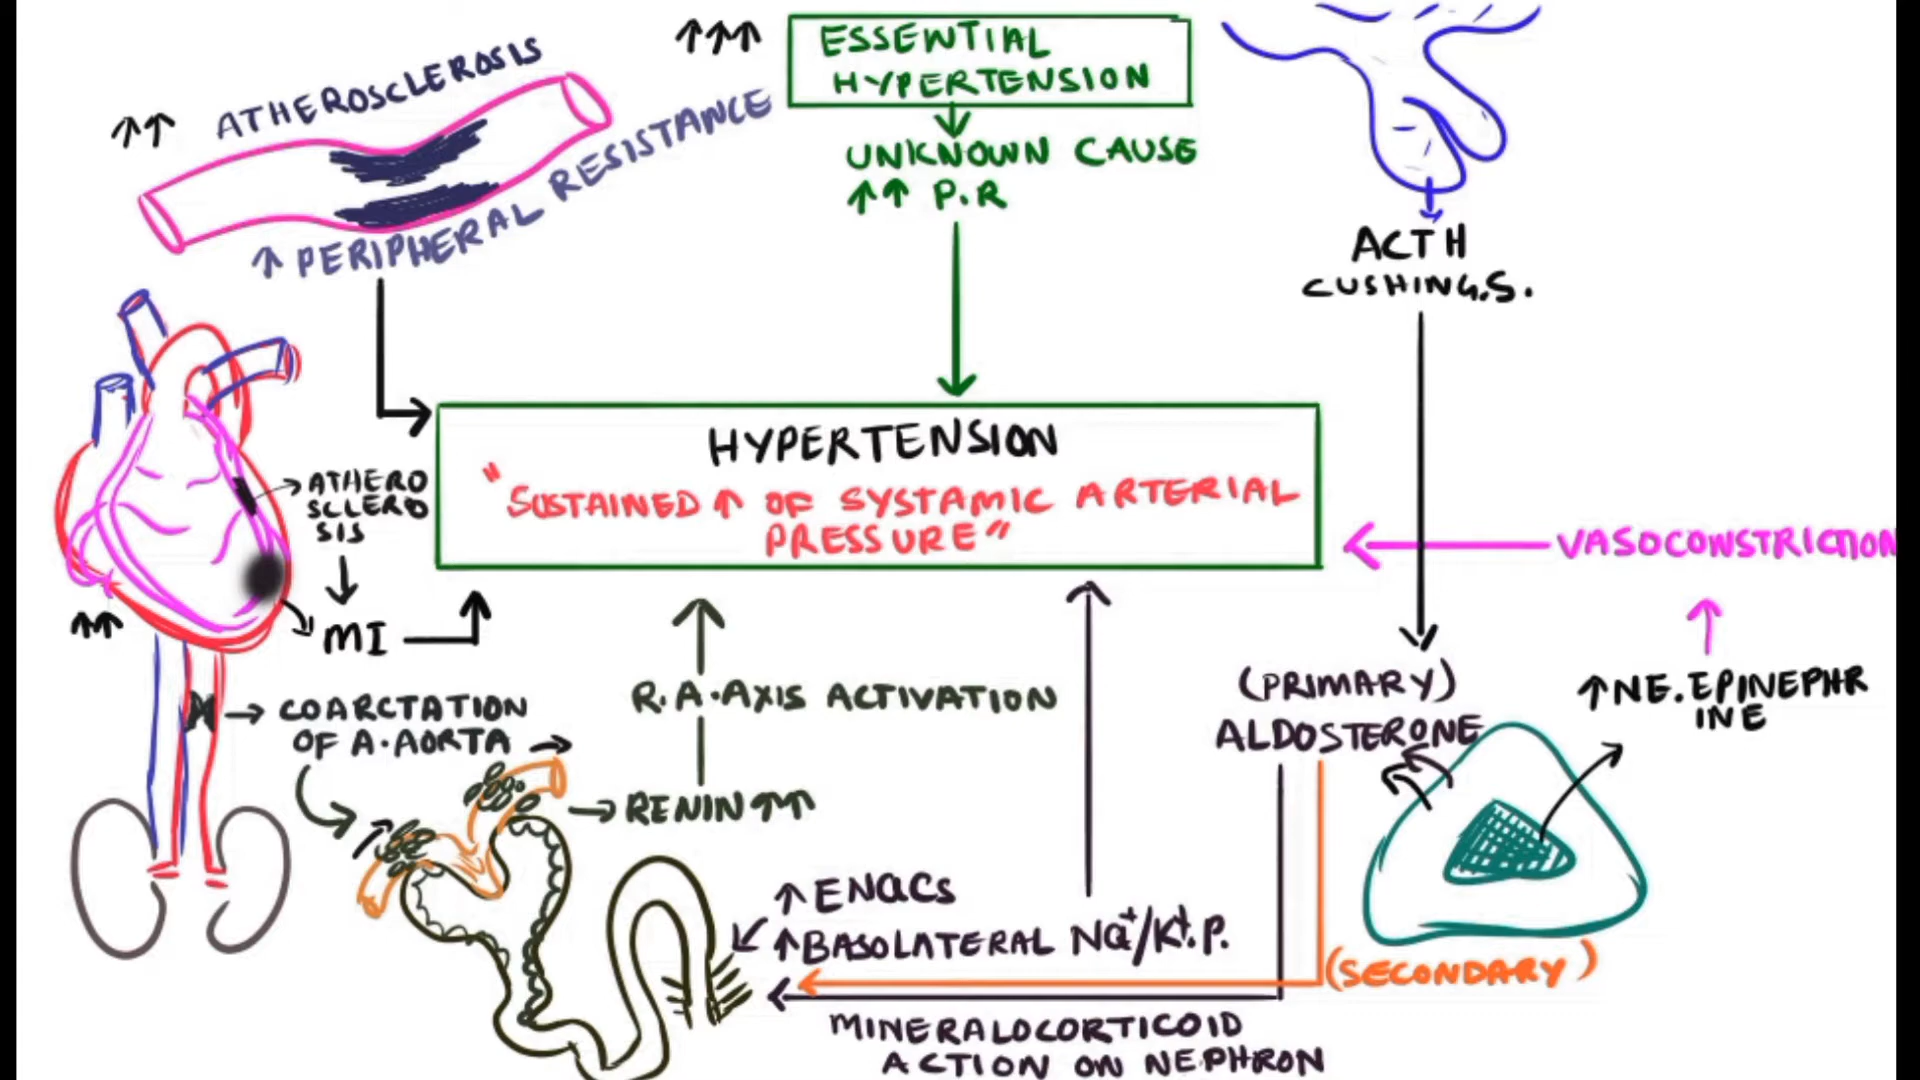 ↑↑ ATHEROSCLEROSIS
↑ PERIPHERAL RESISTANCE
↑↑↑ ESSENTIAL
HYPERTENSION
UNKNOWN CAUSE
↑↑ P.R
ACTH
CUSHING.S.
HYPERTENSION
"SUSTAINED ↑ OF SYSTAMIC ARTERIAL
PRESSURE"
ATHERO
SCLERO
SIS
↑↑
MI
VASOCONSTRICTION
↑NE.EPINEPHR
INE
(PRIMARY)
ALDOSTERONE
COARCTATION
OF A.AORTA
R.A.AXIS ACTIVATION
RENIN↑↑↑
↑ENaCs
↑BASOLATERAL Na+/K+.P.
(SECONDARY)
MINERALOCORTICOID
ACTION ON NEPHRON